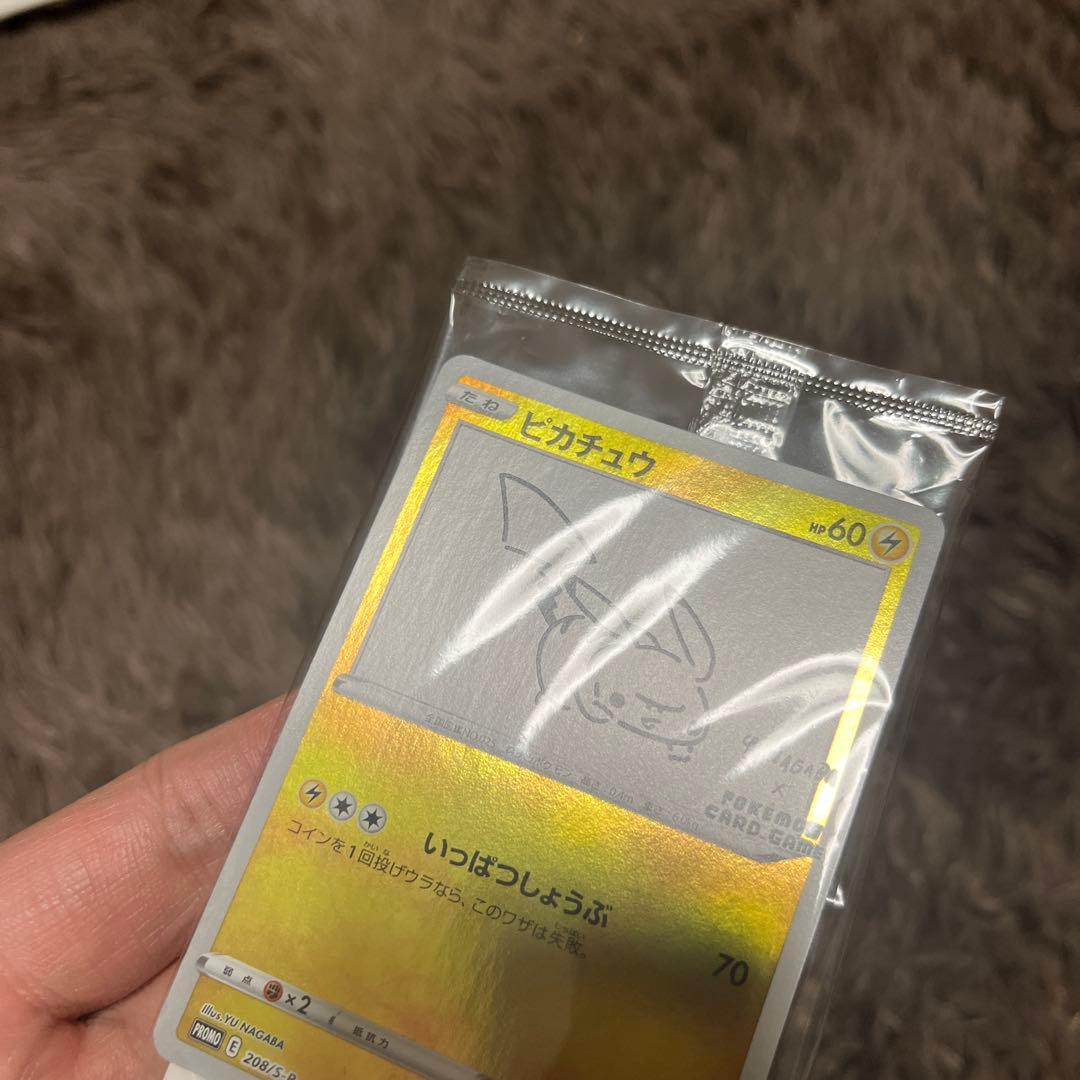 たね
ピカチュウ
HP60
NAGABA
×
POKÉMON
CARD GAME
いっぱつしょうぶ
70
コインを1回投げウラなら、このワザは失敗。
弱点
×2
抵抗力
Illus. YU NAGABA
PROMO
E
208/S-P